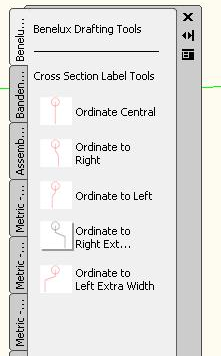 Benelux Drafting Tools
Cross Section Label Tools
Ordinate Central
Ordinate to
Right
Ordinate to Left
Ordinate to
Right Ext...
Ordinate to
Left Extra Width
Benelu...
Banden...
Assemb...
Metric -...
Metric -...
Metric -...